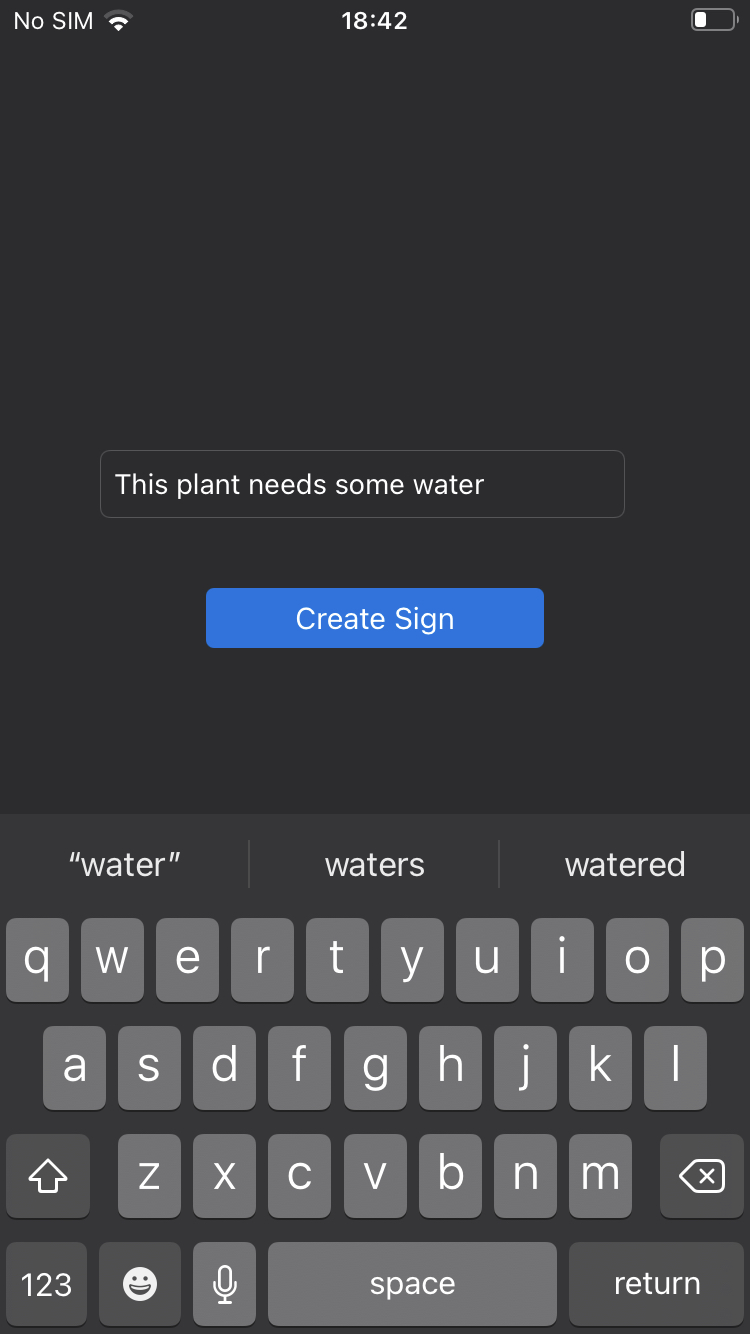 No SIM 18:42
This plant needs some water
Create Sign
“water” waters watered
q w e r t y u i o p
a s d f g h j k l
z x c v b n m
123 space return